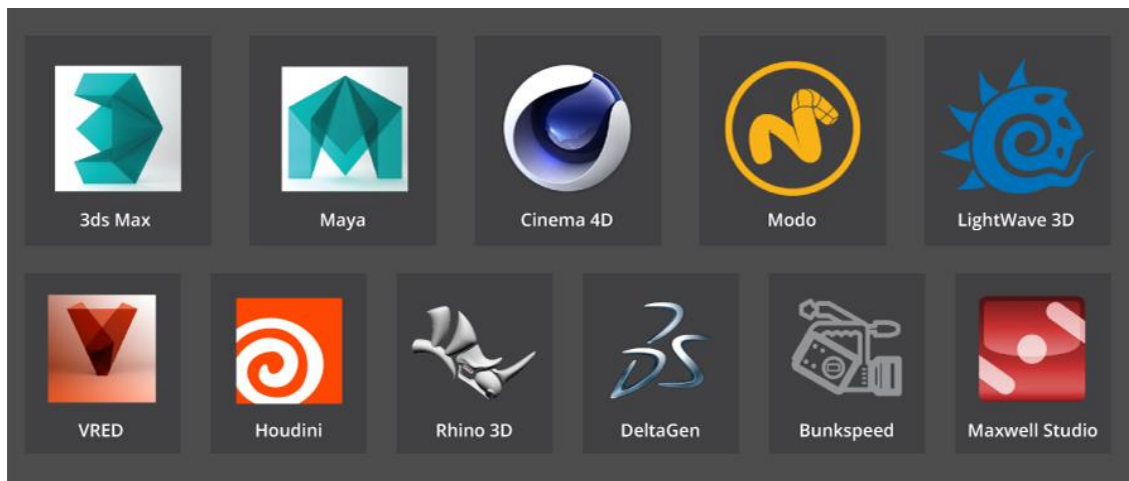 3ds Max
Maya
Cinema 4D
Modo
LightWave 3D
VRED
Houdini
Rhino 3D
DeltaGen
Bunkspeed
Maxwell Studio